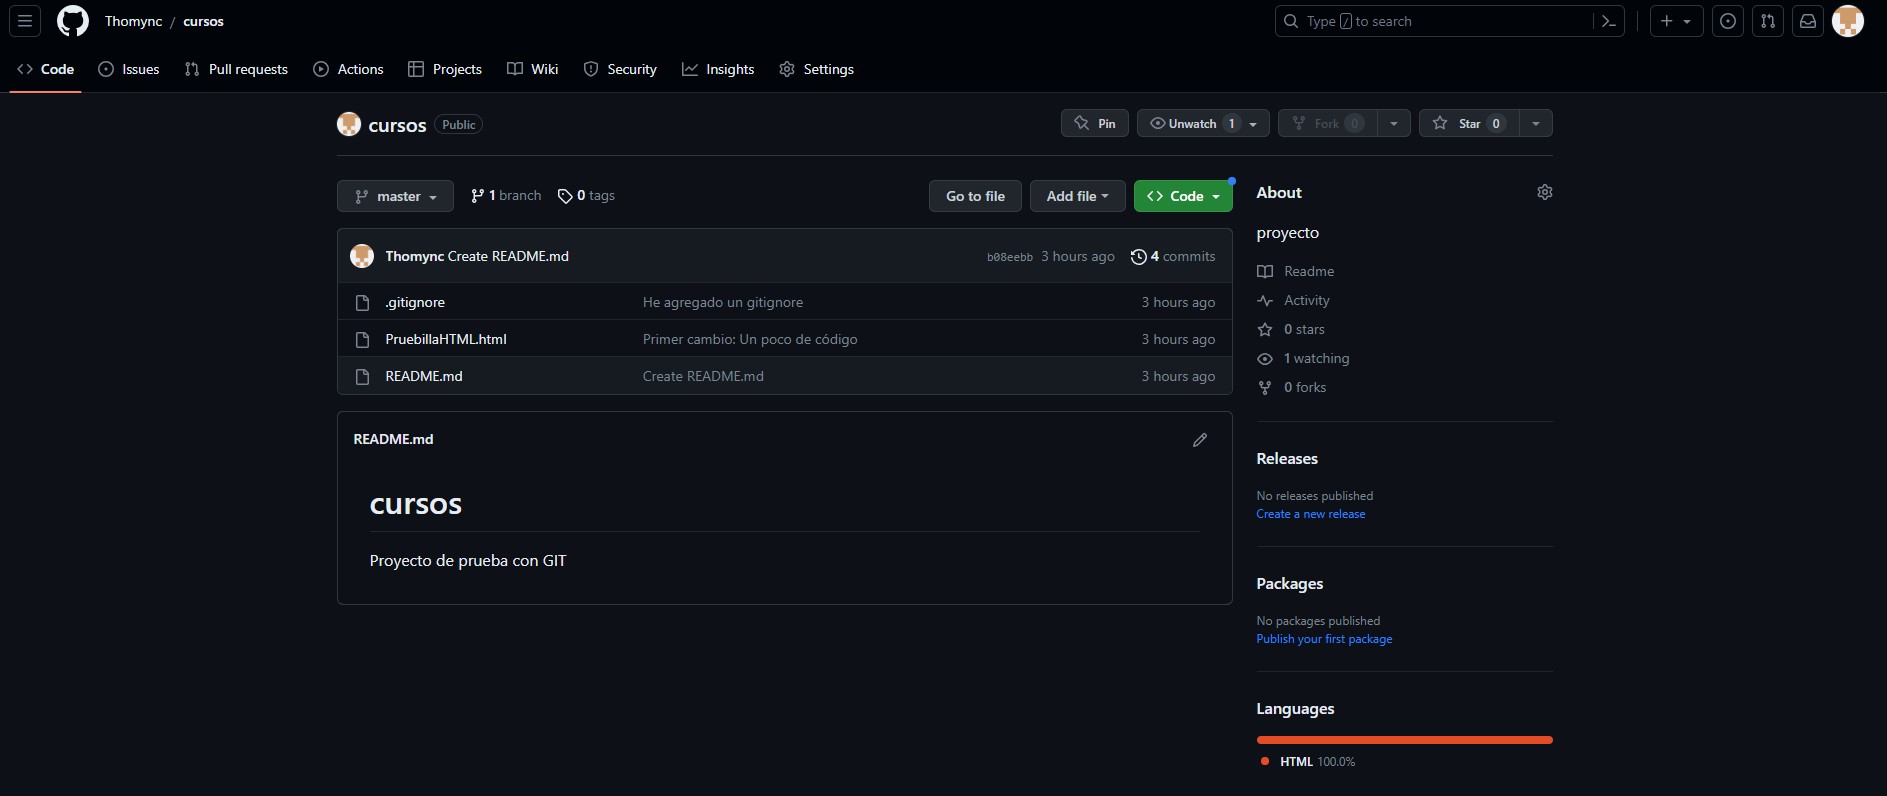 Thomync / cursos
Type / to search
Code Issues Pull requests Actions Projects Wiki Security Insights Settings
cursos Public
Pin Unwatch 1 Fork 0 Star 0
master 1 branch 0 tags Go to file Add file Code
Thomync Create README.md b08eebb 3 hours ago 4 commits
.gitignore He agregado un gitignore 3 hours ago
PruebillaHTML.html Primer cambio: Un poco de código 3 hours ago
README.md Create README.md 3 hours ago
README.md
cursos
Proyecto de prueba con GIT
About
proyecto
Readme
Activity
0 stars
1 watching
0 forks
Releases
No releases published
Create a new release
Packages
No packages published
Publish your first package
Languages
HTML 100.0%